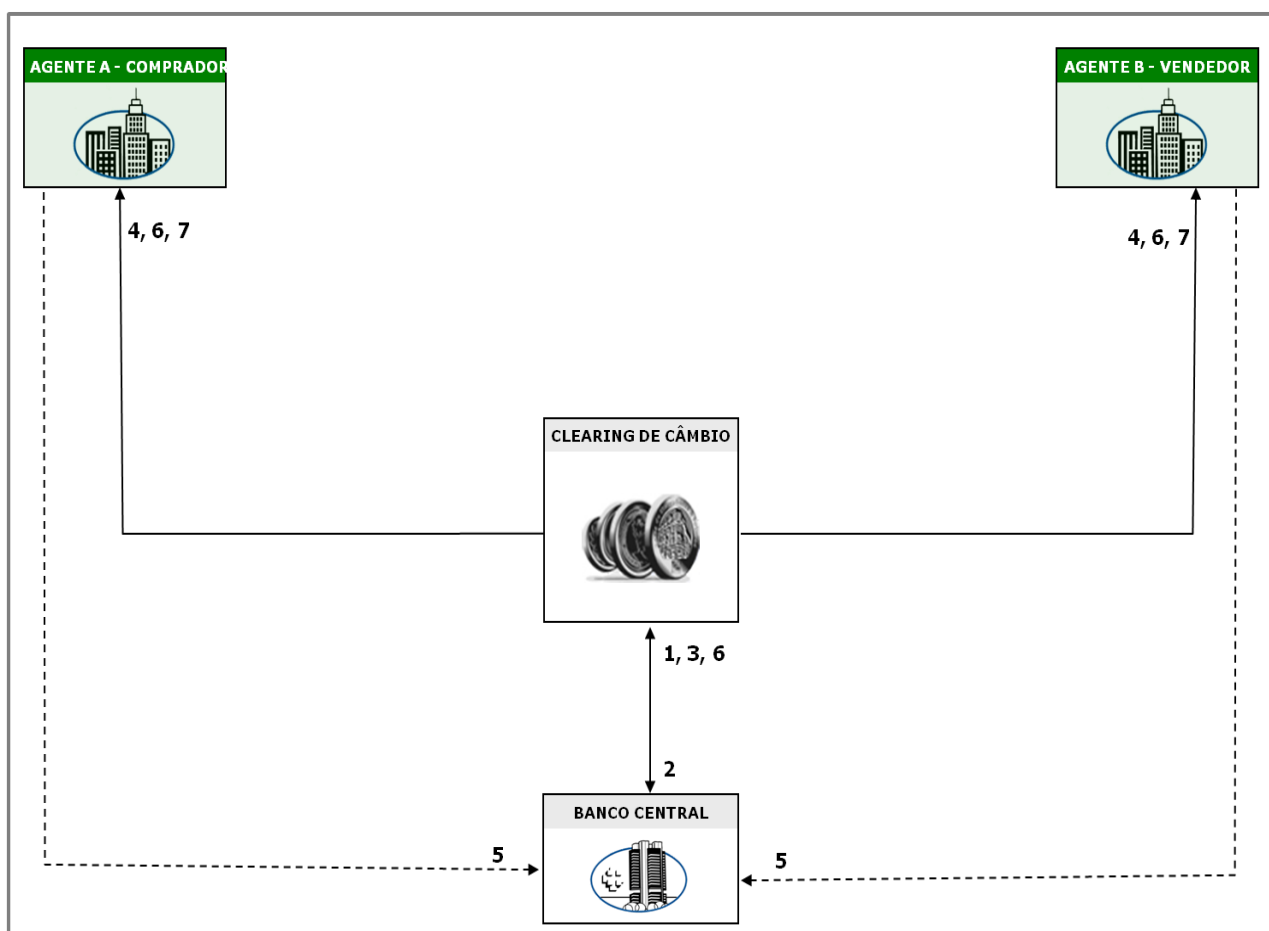 AGENTE A - COMPRADOR
AGENTE B - VENDEDOR
4, 6, 7
4, 6, 7
CLEARING DE CÂMBIO
1, 3, 6
2
BANCO CENTRAL
5
5